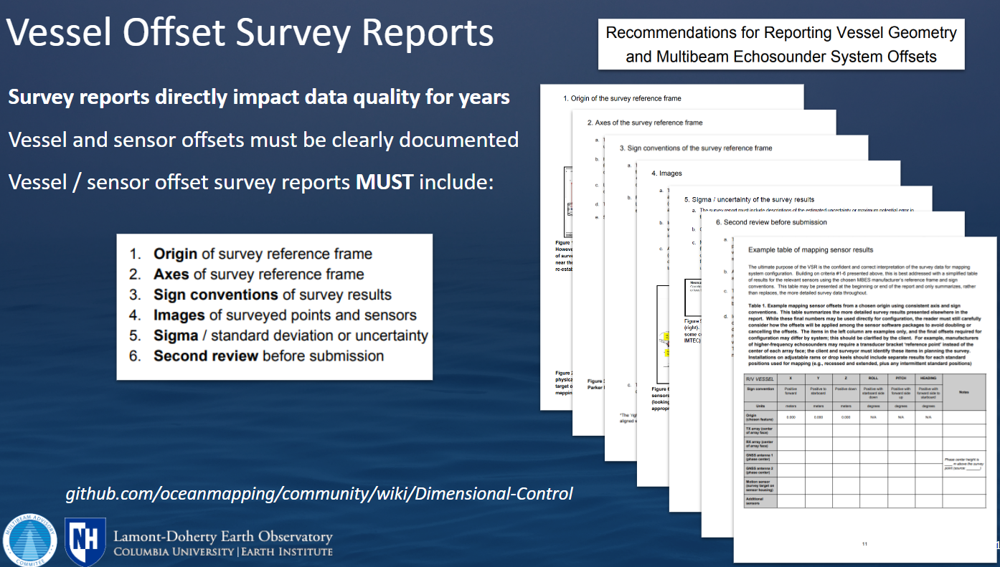 Vessel Offset Survey Reports
Survey reports directly impact data quality for years
Vessel and sensor offsets must be clearly documented
Vessel / sensor offset survey reports MUST include:
1. Origin of survey reference frame
2. Axes of survey reference frame
3. Sign conventions of survey results
4. Images of surveyed points and sensors
5. Sigma / standard deviation or uncertainty
6. Second review before submission
github.com/oceanmapping/community/wiki/Dimensional-Control
MULTIBEAM ADVISORY
COMMITTEE
NH
Lamont-Doherty Earth Observatory
COLUMBIA UNIVERSITY | EARTH INSTITUTE
Recommendations for Reporting Vessel Geometry
and Multibeam Echosounder System Offsets
1. Origin of the survey reference frame
2. Axes of the survey reference frame
3. Sign conventions of the survey reference frame
4. Images
5. Sigma / uncertainty of the survey results
a. The survey report must include descriptions of the estimated uncertainty or maximum potential error in
6. Second review before submission
Example table of mapping sensor results
The ultimate purpose of the VSR is the confident and correct interpretation of the survey data for mapping
system configuration. Building on criteria #1-6 presented above, this is best addressed with a simplified table
of results for the relevant sensors using the chosen MBES manufacturer's reference frame and sign
conventions. This table may be presented at the beginning or end of the report and only summarizes, rather
than replaces, the more detailed survey data throughout.
Table 1. Example mapping sensor offsets from a chosen origin using consistent axis and sign
conventions. This table summarizes the more detailed survey results presented elsewhere in the
report. While these final numbers may be used directly for configuration, the reader must still carefully
consider how the offsets will be applied among the sensor software packages to avoid doubling or
cancelling the offsets. The items in the left column are examples only, and the final offsets required for
configuration may differ by system; this should be clarified by the client. For example, manufacturers
of higher-frequency echosounders may require a transducer bracket 'reference point' instead of the
center of each array face; the client and surveyor must identify these items in planning the survey.
Installations on adjustable rams or drop keels should include separate results for each standard
positions used for mapping (e.g., recessed and extended, plus any intermittent standard positions)
R/V VESSEL X Y Z ROLL PITCH HEADING Notes
Sign convention Positive forward Positive to starboard Positive down Positive with starboard side down Positive with forward side up Positive with forward side to starboard
Units meters meters meters degrees degrees degrees
Origin (chosen feature) 0.000 0.000 0.000 N/A N/A N/A
TX array (center of array face)
RX array (center of array face)
GNSS antenna 1 (phase center) Phase center height is ____ m above the survey point (source ______)
GNSS antenna 2 (phase center)
Motion sensor (survey target on sensor housing)
Additional sensors
11